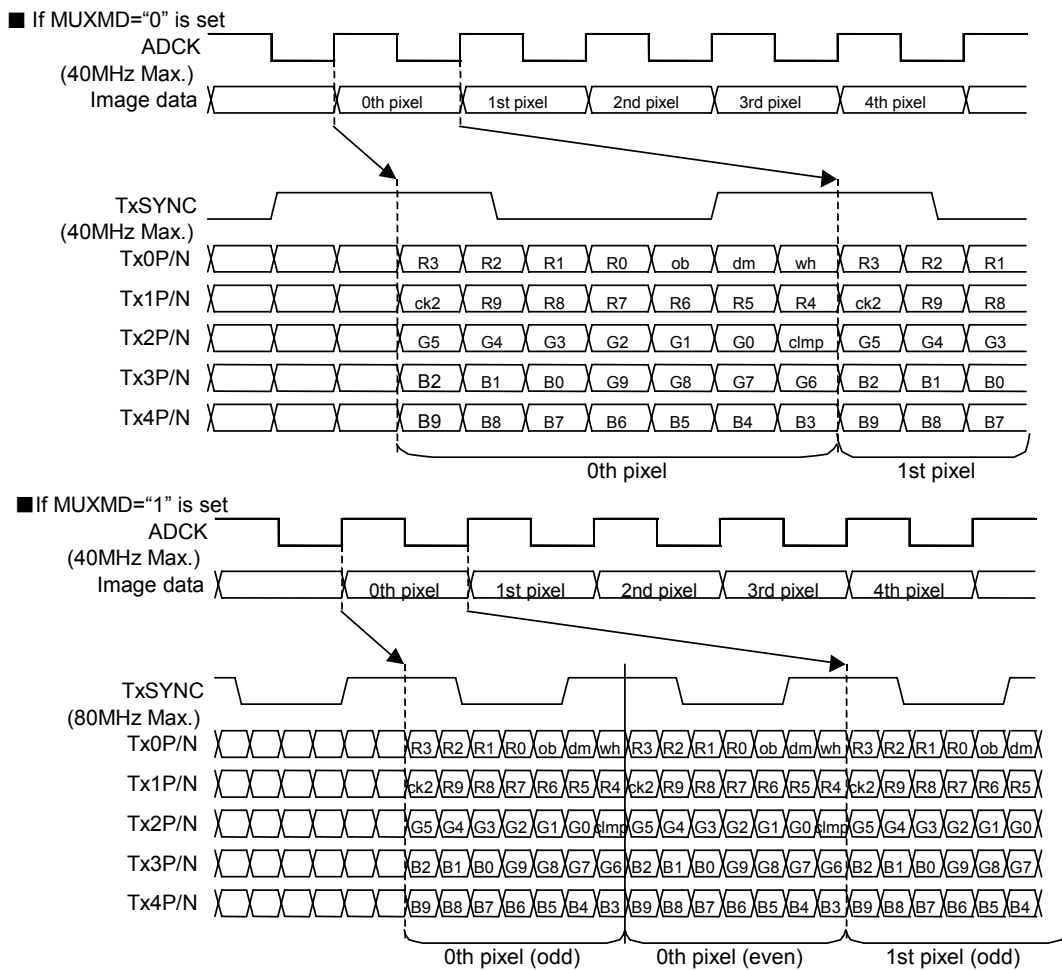 ■ If MUXMD=“0” is set
ADCK
(40MHz Max.)
Image data 0th pixel 1st pixel 2nd pixel 3rd pixel 4th pixel
TxSYNC
(40MHz Max.)
Tx0P/N R3 R2 R1 R0 ob dm wh R3 R2 R1
Tx1P/N ck2 R9 R8 R7 R6 R5 R4 ck2 R9 R8
Tx2P/N G5 G4 G3 G2 G1 G0 clmp G5 G4 G3
Tx3P/N B2 B1 B0 G9 G8 G7 G6 B2 B1 B0
Tx4P/N B9 B8 B7 B6 B5 B4 B3 B9 B8 B7
0th pixel 1st pixel
■If MUXMD=“1” is set
ADCK
(40MHz Max.)
Image data 0th pixel 1st pixel 2nd pixel 3rd pixel 4th pixel
TxSYNC
(80MHz Max.)
Tx0P/N R3 R2 R1 R0 ob dm wh R3 R2 R1 R0 ob dm wh R3 R2 R1 R0 ob dm
Tx1P/N ck2 R9 R8 R7 R6 R5 R4 ck2 R9 R8 R7 R6 R5 R4 ck2 R9 R8 R7 R6 R5
Tx2P/N G5 G4 G3 G2 G1 G0 clmp G5 G4 G3 G2 G1 G0 clmp G5 G4 G3 G2 G1 G0
Tx3P/N B2 B1 B0 G9 G8 G7 G6 B2 B1 B0 G9 G8 G7 G6 B2 B1 B0 G9 G8 G7
Tx4P/N B9 B8 B7 B6 B5 B4 B3 B9 B8 B7 B6 B5 B4 B3 B9 B8 B7 B6 B5 B4
0th pixel (odd) 0th pixel (even) 1st pixel (odd)